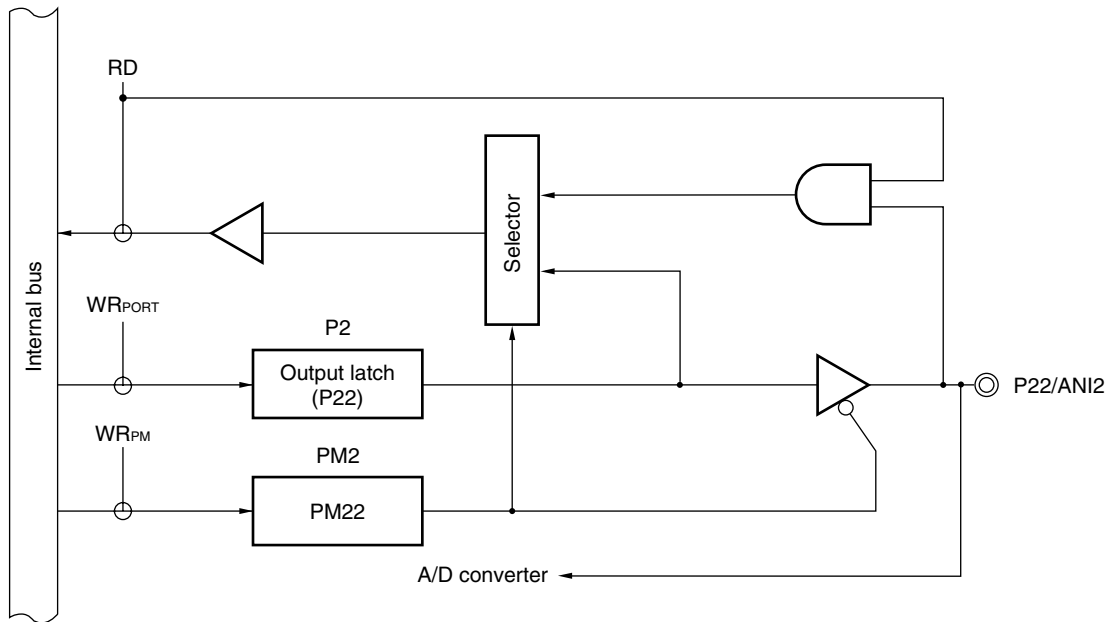 RD
Selector
Internal bus
WRPORT
P2
Output latch
(P22)
P22/ANI2
WRPM
PM2
PM22
A/D converter